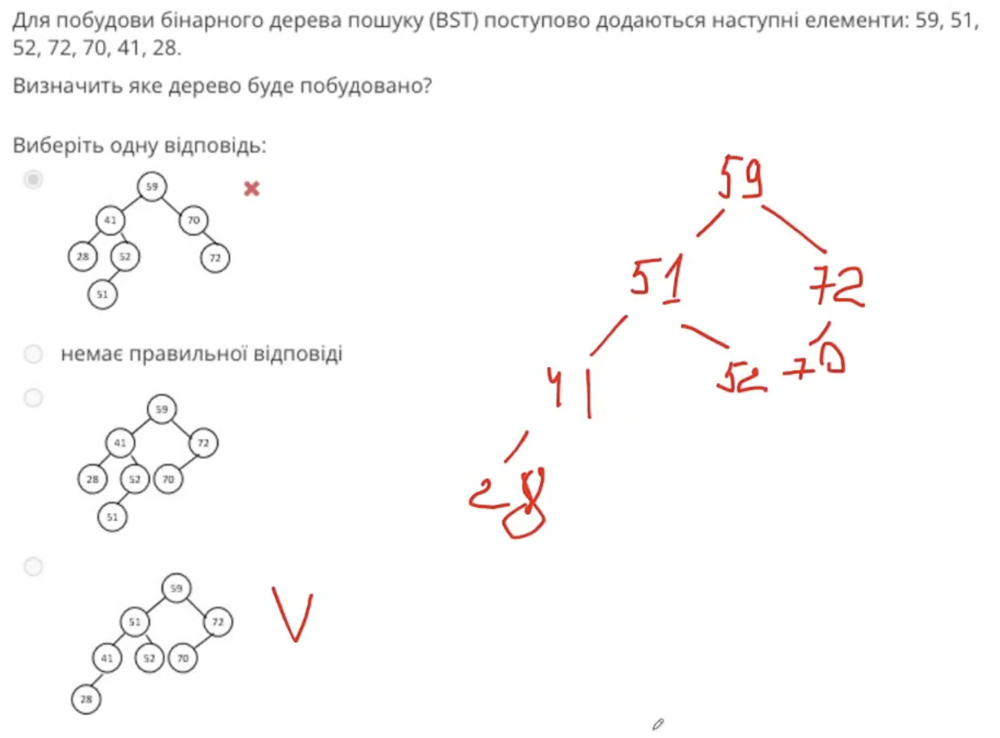 Для побудови бінарного дерева пошуку (BST) поступово додаються наступні елементи: 59, 51,
52, 72, 70, 41, 28.
Визначить яке дерево буде побудовано?
Виберіть одну відповідь:
59
41 70
28 52 72
51
немає правильної відповіді
59
41 72
28 52 70
51
59
51 72
41 52 70
28
V
59
51 72
41 52 70
28